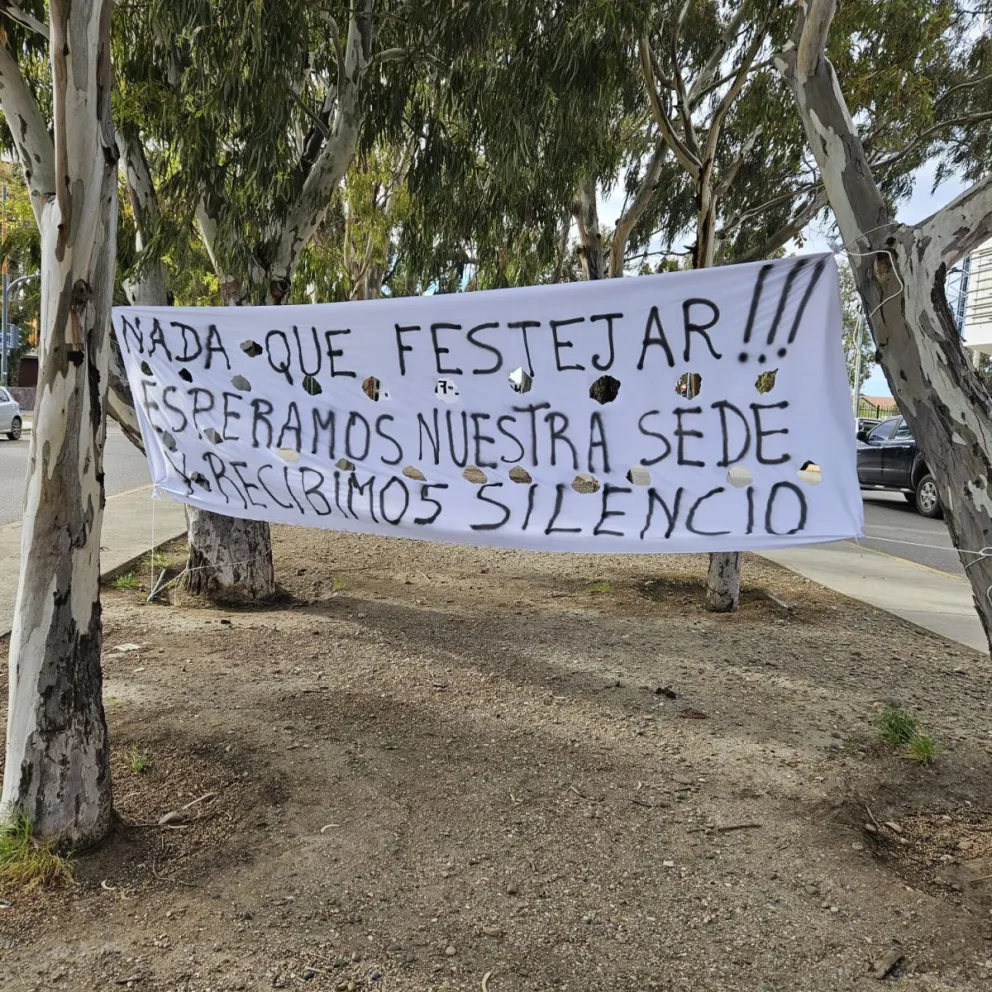 NADA QUE FESTEJAR!!!
ESPERAMOS NUESTRA SEDE
Y RECIBIMOS SILENCIO